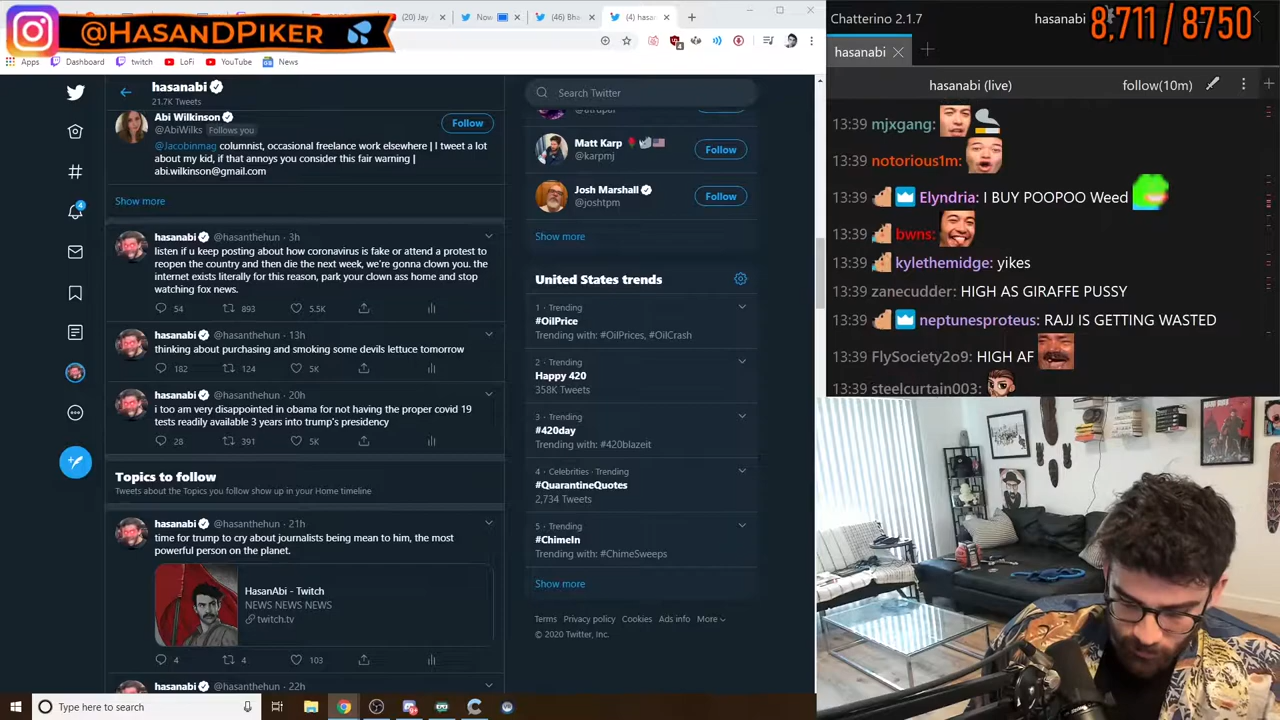 @HASANDPIKER
(20) Jay
Now
(46) Bha
(4) hasa
Apps
Dashboard
twitch
LoFi
YouTube
News
hasanabi
21.7K Tweets
Abi Wilkinson
@AbiWilks Follows you
Follow
@Jacobinmag columnist, occasional freelance work elsewhere | I tweet a lot
about my kid, if that annoys you consider this fair warning |
abi.wilkinson@gmail.com
Show more
hasanabi @hasanthehun · 3h
listen if u keep posting about how coronavirus is fake or attend a protest to
reopen the country and then die the next week, we're gonna clown you. the
internet exists literally for this reason, park your clown ass home and stop
watching fox news.
54 893 5.5K
hasanabi @hasanthehun · 13h
thinking about purchasing and smoking some devils lettuce tomorrow
182 124 5K
hasanabi @hasanthehun · 20h
i too am very disappointed in obama for not having the proper covid 19
tests readily available 3 years into trump's presidency
28 391 5K
Topics to follow
Tweets about the Topics you follow show up in your Home timeline
hasanabi @hasanthehun · 21h
time for trump to cry about journalists being mean to him, the most
powerful person on the planet.
HasanAbi - Twitch
NEWS NEWS NEWS
twitch.tv
4 4 103
hasanabi @hasanthehun · 22h
4
Search Twitter
Matt Karp
@karpmj
Follow
Josh Marshall
@joshtpm
Follow
Show more
United States trends
1 · Trending
#OilPrice
Trending with: #OilPrices, #OilCrash
2 · Trending
Happy 420
358K Tweets
3 · Trending
#420day
Trending with: #420blazeit
4 · Celebrities · Trending
#QuarantineQuotes
2,734 Tweets
5 · Trending
#ChimeIn
Trending with: #ChimeSweeps
Show more
Terms Privacy policy Cookies Ads info More
© 2020 Twitter, Inc.
Type here to search
Chatterino 2.1.7
hasanabi
8,711 / 8750
hasanabi
hasanabi (live)
follow(10m)
13:39 mjxgang:
13:39 notorious1m:
13:39 Elyndria: I BUY POOPOO Weed
13:39 bwns:
13:39 kylethemidge: yikes
13:39 zanecudder: HIGH AS GIRAFFE PUSSY
13:39 neptunesproteus: RAJJ IS GETTING WASTED
13:39 FlySociety2o9: HIGH AF
13:39 steelcurtain003: